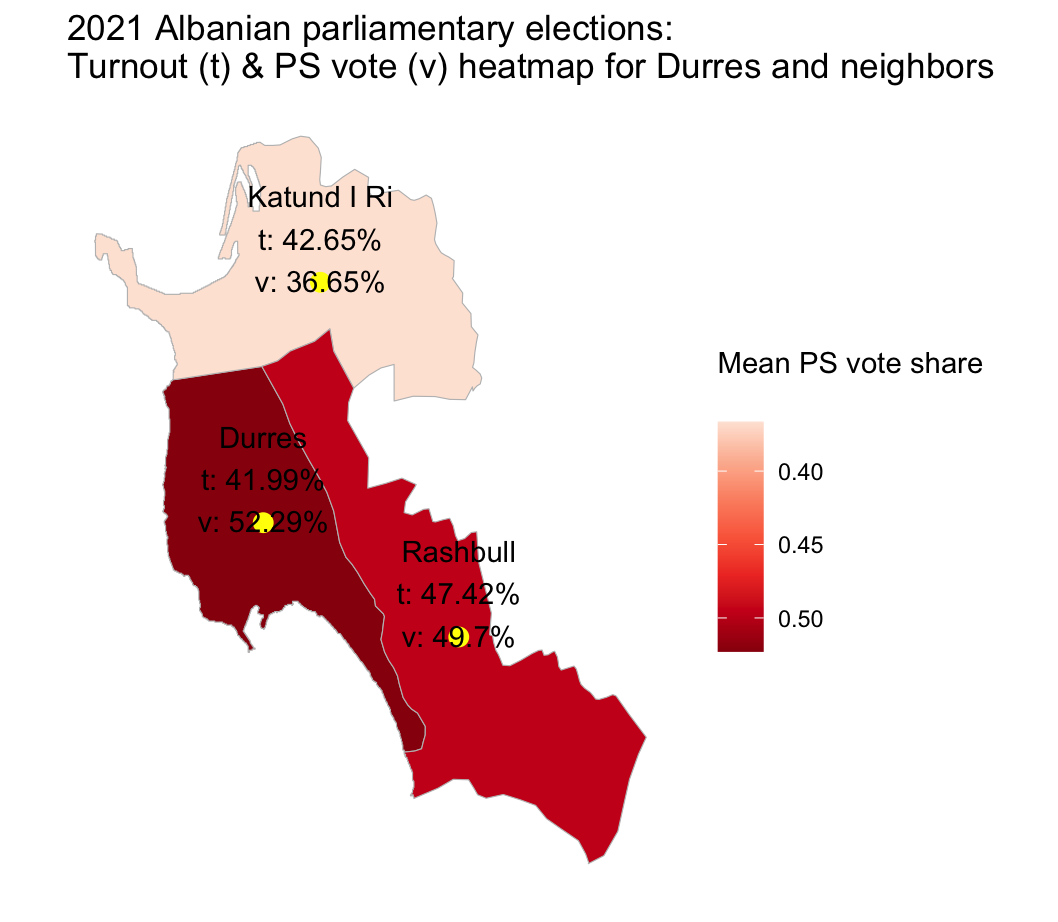 2021 Albanian parliamentary elections:
Turnout (t) & PS vote (v) heatmap for Durres and neighbors
Katund I Ri
t: 42.65%
v: 36.65%
Mean PS vote share
0.40
0.45
0.50
Durres
t: 41.99%
v: 52.29%
Rashbull
t: 47.42%
v: 49.7%